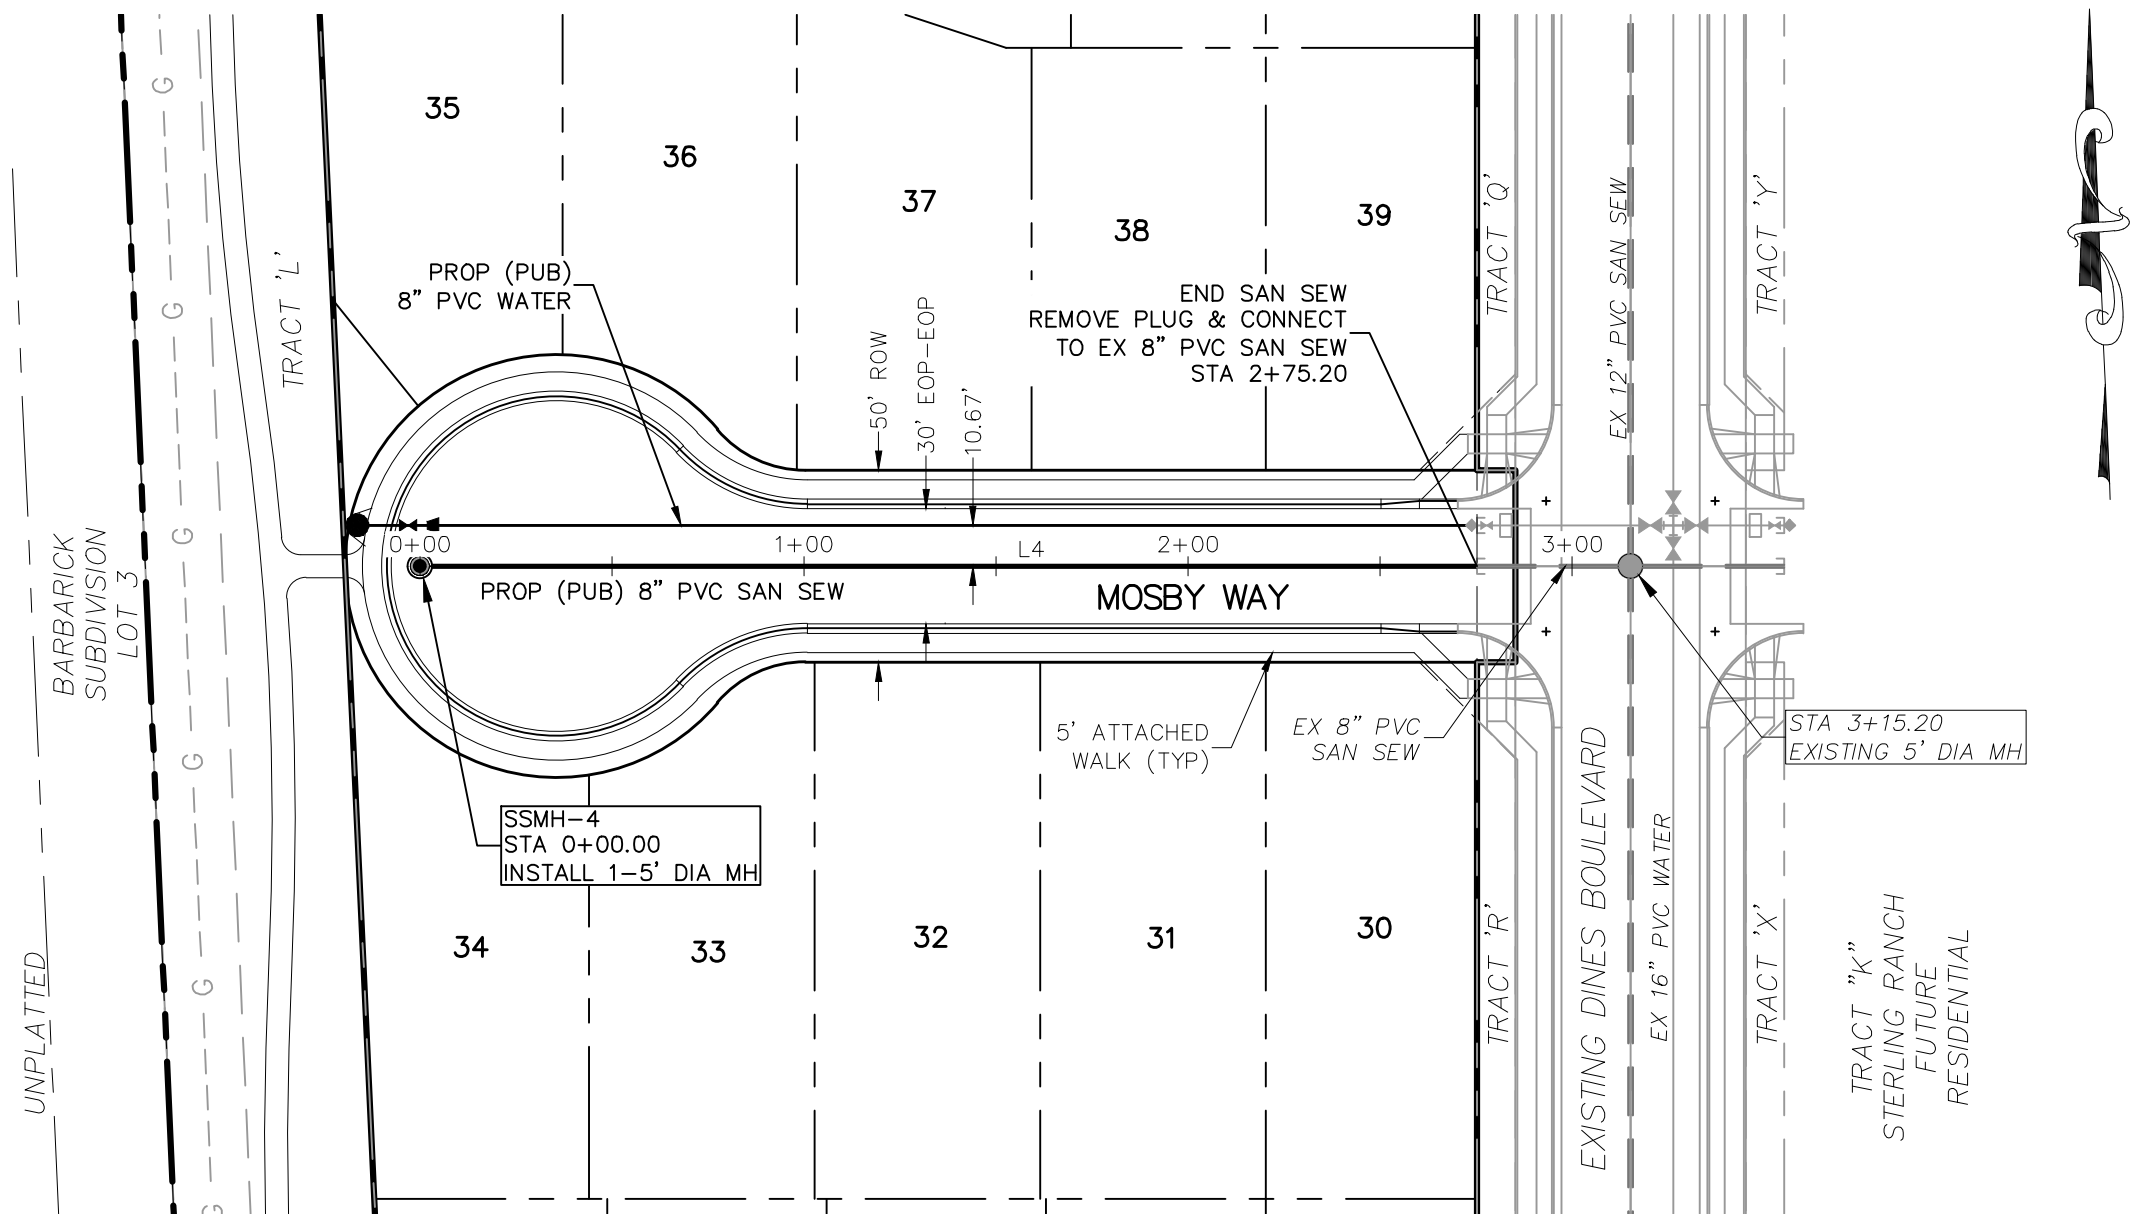 35
36
37
38
39
PROP (PUB)
8” PVC WATER
50' ROW
30' EOP-EOP
10.67'
END SAN SEW
REMOVE PLUG & CONNECT
TO EX 8” PVC SAN SEW
STA 2+75.20
TRACT 'L'
TRACT 'Q'
EX 12” PVC SAN SEW
TRACT 'Y'
G
G
G
G
G
G
0+00
1+00
L4
2+00
3+00
PROP (PUB) 8” PVC SAN SEW
MOSBY WAY
BARBARICK
SUBDIVISION
LOT 3
UNPLATTED
5' ATTACHED
WALK (TYP)
EX 8” PVC
SAN SEW
STA 3+15.20
EXISTING 5' DIA MH
SSMH-4
STA 0+00.00
INSTALL 1-5' DIA MH
34
33
32
31
30
TRACT 'R'
EXISTING DINES BOULEVARD
EX 16” PVC WATER
TRACT 'X'
TRACT ”K”
STERLING RANCH
FUTURE
RESIDENTIAL